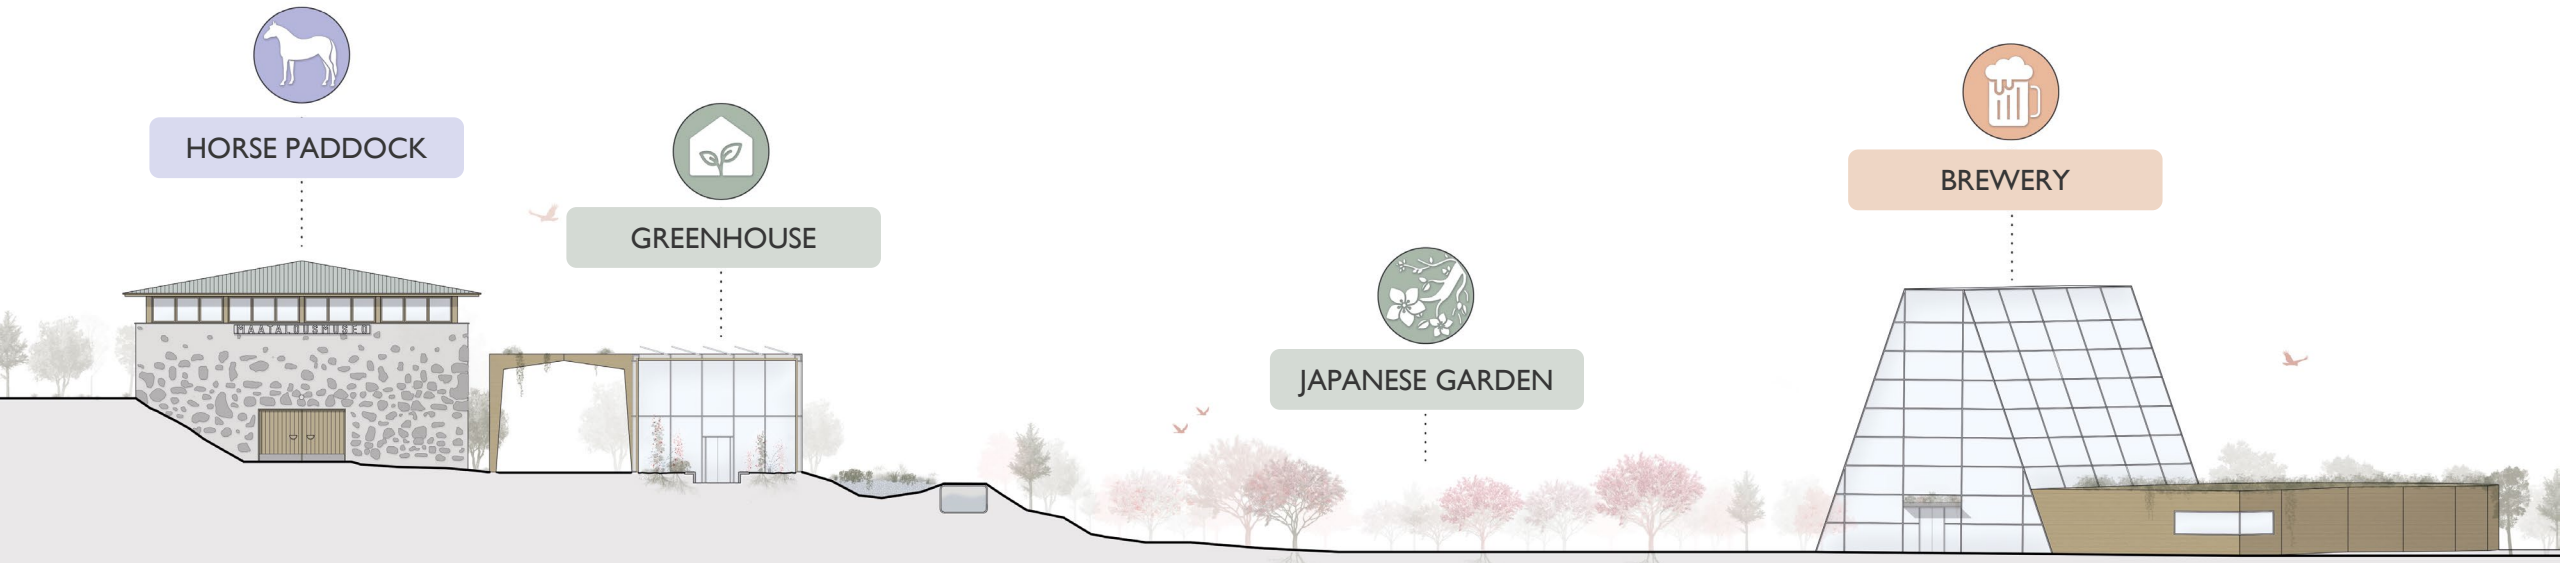 HORSE PADDOCK
GREENHOUSE
JAPANESE GARDEN
BREWERY
MAATALOUSMUSEO